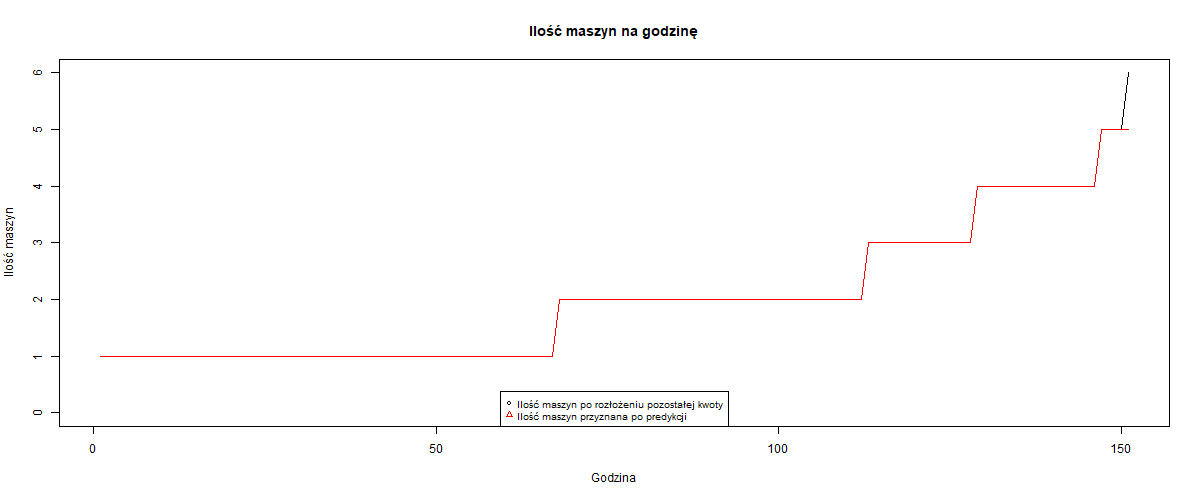 Ilość maszyn na godzinę
6
5
4
3
2
1
0
Ilość maszyn
Ilość maszyn po rozłożeniu pozostałej kwoty
Ilość maszyn przyznana po predykcji
0 50 100 150
Godzina